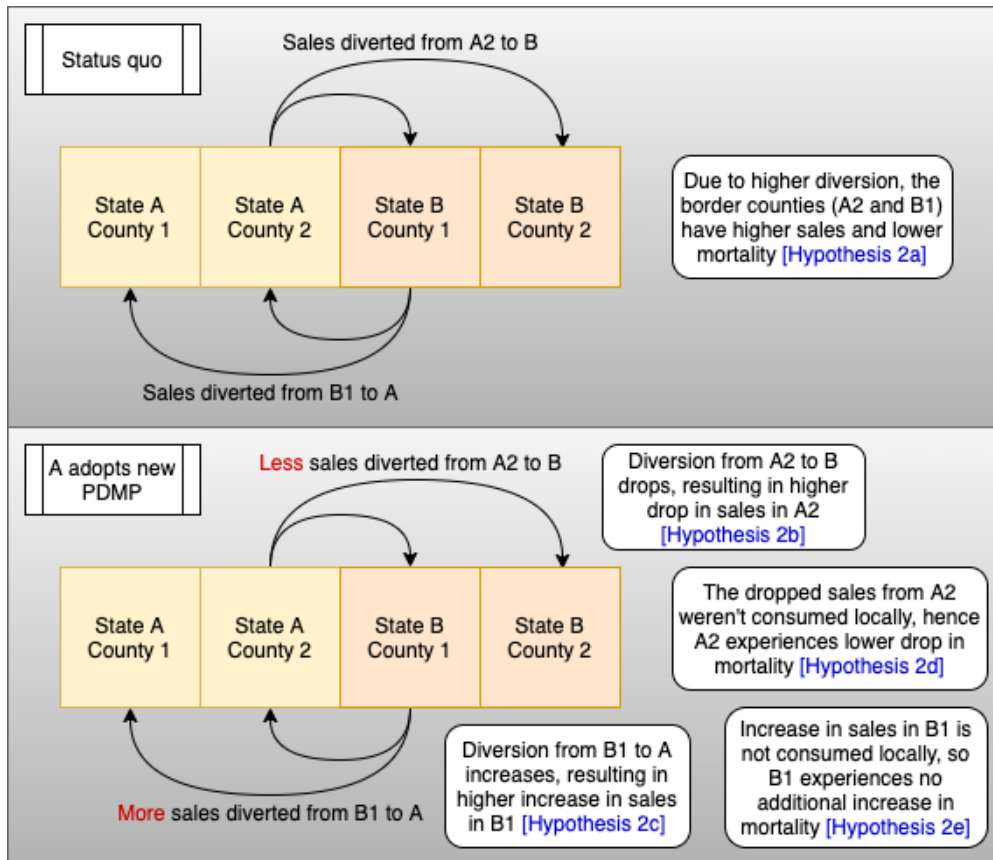 Status quo
Sales diverted from A2 to B
State A
County 1
State A
County 2
State B
County 1
State B
County 2
Due to higher diversion, the
border counties (A2 and B1)
have higher sales and lower
mortality [Hypothesis 2a]
Sales diverted from B1 to A
A adopts new
PDMP
Less sales diverted from A2 to B
Diversion from A2 to B
drops, resulting in higher
drop in sales in A2
[Hypothesis 2b]
State A
County 1
State A
County 2
State B
County 1
State B
County 2
The dropped sales from A2
weren't consumed locally, hence
A2 experiences lower drop in
mortality [Hypothesis 2d]
More sales diverted from B1 to A
Diversion from B1 to A
increases, resulting in
higher increase in sales
in B1 [Hypothesis 2c]
Increase in sales in B1 is
not consumed locally, so
B1 experiences no
additional increase in
mortality [Hypothesis 2e]